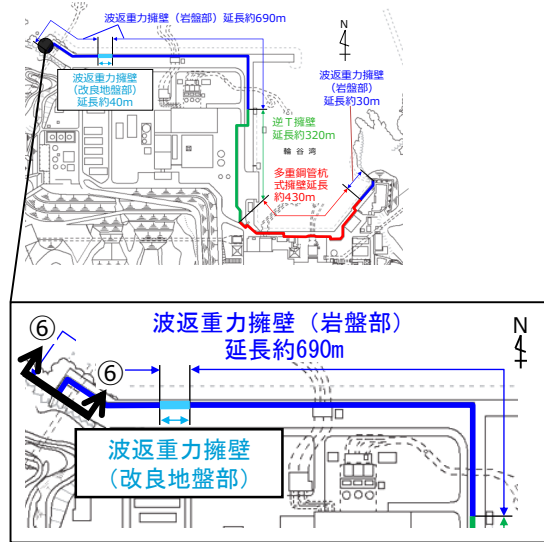 波返重力擁壁（岩盤部）延長約690m
N
波返重力擁壁
（改良地盤部）
延長約40m
波返重力擁壁
（岩盤部）
延長約30m
逆Ｔ擁壁
延長約320m
輪谷湾
多重鋼管杭
式擁壁延長
約430m
⑥
⑥
波返重力擁壁（岩盤部）
延長約690m
N
波返重力擁壁
（改良地盤部）